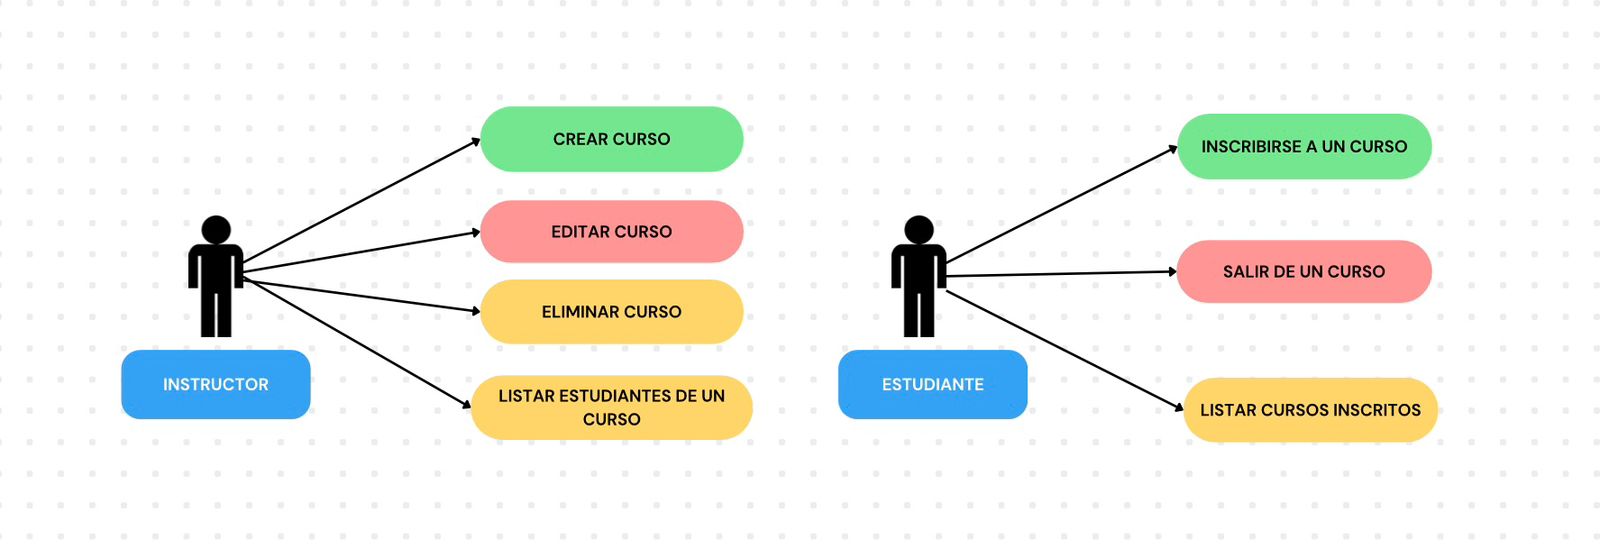 CREAR CURSO
EDITAR CURSO
ELIMINAR CURSO
LISTAR ESTUDIANTES DE UN
CURSO
INSTRUCTOR
INSCRIBIRSE A UN CURSO
SALIR DE UN CURSO
LISTAR CURSOS INSCRITOS
ESTUDIANTE